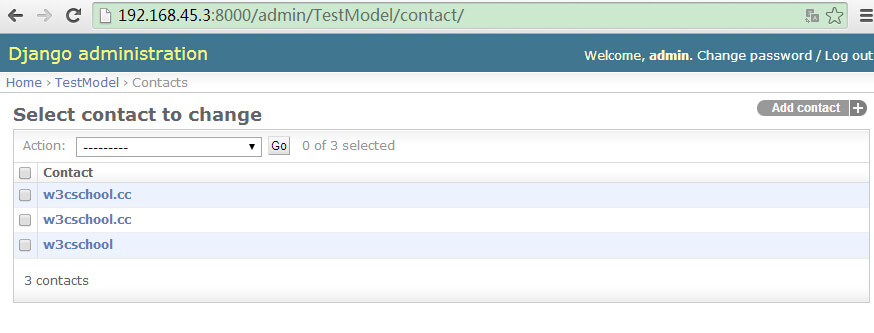 192.168.45.3:8000/admin/TestModel/contact/
Django administration
Welcome, admin. Change password / Log out
Home › TestModel › Contacts
Select contact to change
Add contact +
Action: --------- Go 0 of 3 selected
Contact
w3cschool.cc
w3cschool.cc
w3cschool
3 contacts